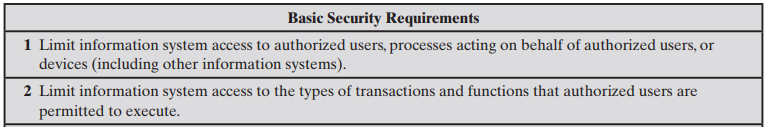 Basic Security Requirements
1 Limit information system access to authorized users, processes acting on behalf of authorized users, or
devices (including other information systems).
2 Limit information system access to the types of transactions and functions that authorized users are
permitted to execute.